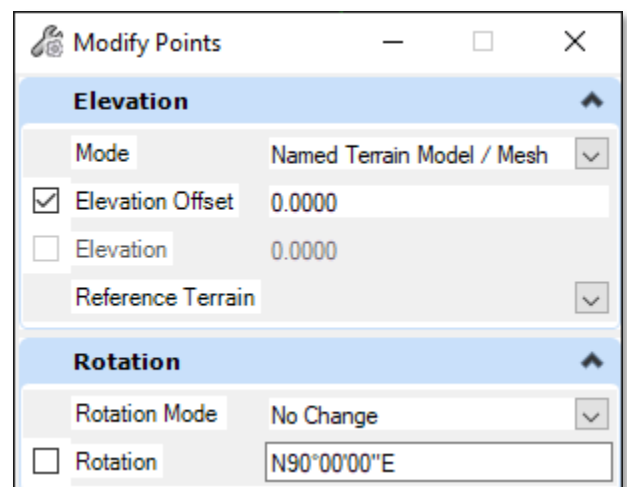 Modify Points
Elevation
Mode Named Terrain Model / Mesh
Elevation Offset 0.0000
Elevation 0.0000
Reference Terrain
Rotation
Rotation Mode No Change
Rotation N90°00'00"E